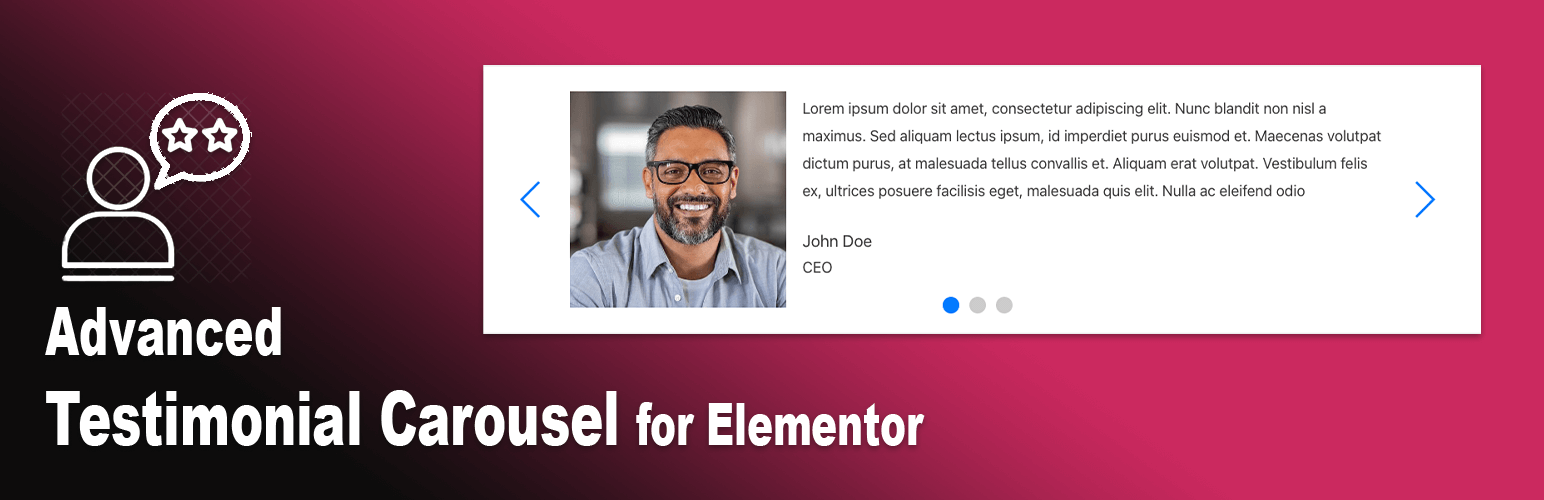 Lorem ipsum dolor sit amet, consectetur adipiscing elit. Nunc blandit non nisl a
maximus. Sed aliquam lectus ipsum, id imperdiet purus euismod et. Maecenas volutpat
dictum purus, at malesuada tellus convallis et. Aliquam erat volutpat. Vestibulum felis
ex, ultrices posuere facilisis eget, malesuada quis elit. Nulla ac eleifend odio
John Doe
CEO
Advanced
Testimonial Carousel for Elementor